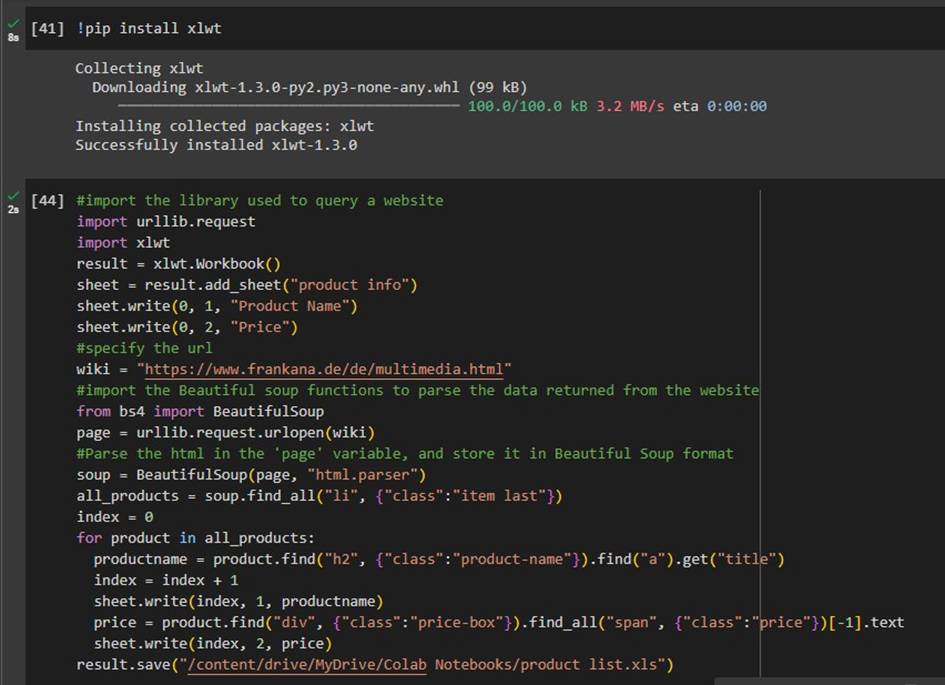 [41] !pip install xlwt
8s
Collecting xlwt
  Downloading xlwt-1.3.0-py2.py3-none-any.whl (99 kB)
100.0/100.0 kB 3.2 MB/s eta 0:00:00
Installing collected packages: xlwt
Successfully installed xlwt-1.3.0
[44] #import the library used to query a website
2s
import urllib.request
import xlwt
result = xlwt.Workbook()
sheet = result.add_sheet("product info")
sheet.write(0, 1, "Product Name")
sheet.write(0, 2, "Price")
#specify the url
wiki = "https://www.frankana.de/de/multimedia.html"
#import the Beautiful soup functions to parse the data returned from the website
from bs4 import BeautifulSoup
page = urllib.request.urlopen(wiki)
#Parse the html in the 'page' variable, and store it in Beautiful Soup format
soup = BeautifulSoup(page, "html.parser")
all_products = soup.find_all("li", {"class":"item last"})
index = 0
for product in all_products:
  productname = product.find("h2", {"class":"product-name"}).find("a").get("title")
  index = index + 1
  sheet.write(index, 1, productname)
  price = product.find("div", {"class":"price-box"}).find_all("span", {"class":"price"})[-1].text
  sheet.write(index, 2, price)
result.save("/content/drive/MyDrive/Colab Notebooks/product list.xls")